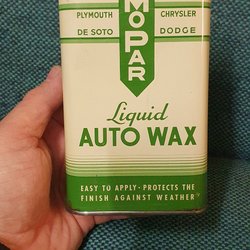 MOPAR
PLYMOUTH CHRYSLER
DE SOTO DODGE
Liquid
AUTO WAX
EASY TO APPLY - PROTECTS THE
FINISH AGAINST WEATHER